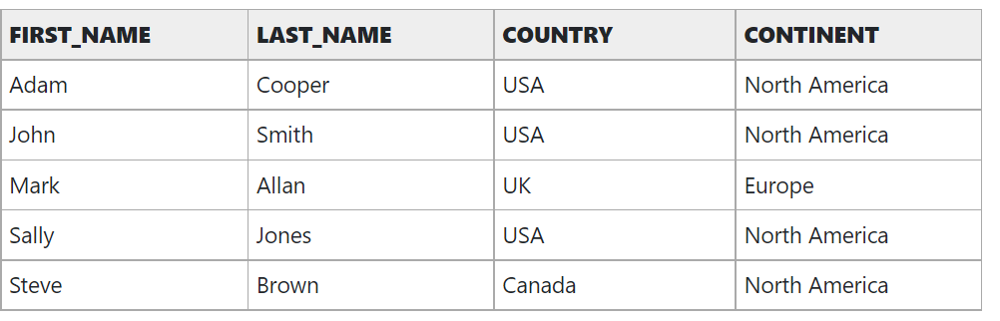 FIRST_NAME LAST_NAME COUNTRY CONTINENT
Adam Cooper USA North America
John Smith USA North America
Mark Allan UK Europe
Sally Jones USA North America
Steve Brown Canada North America